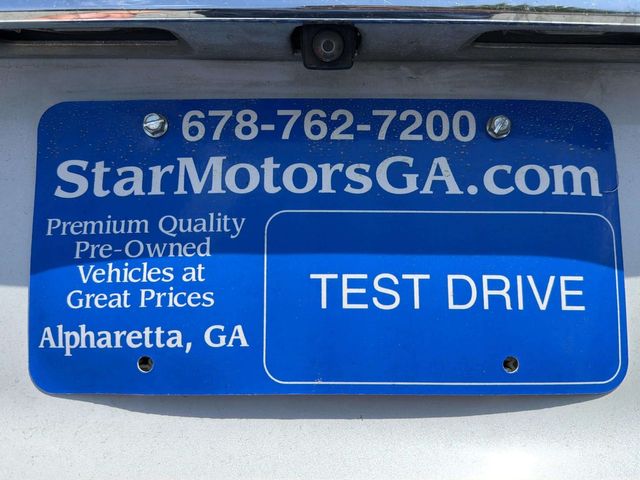 678-762-7200
StarMotorsGA.com
Premium Quality
Pre-Owned
Vehicles at
Great Prices
Alpharetta, GA
TEST DRIVE